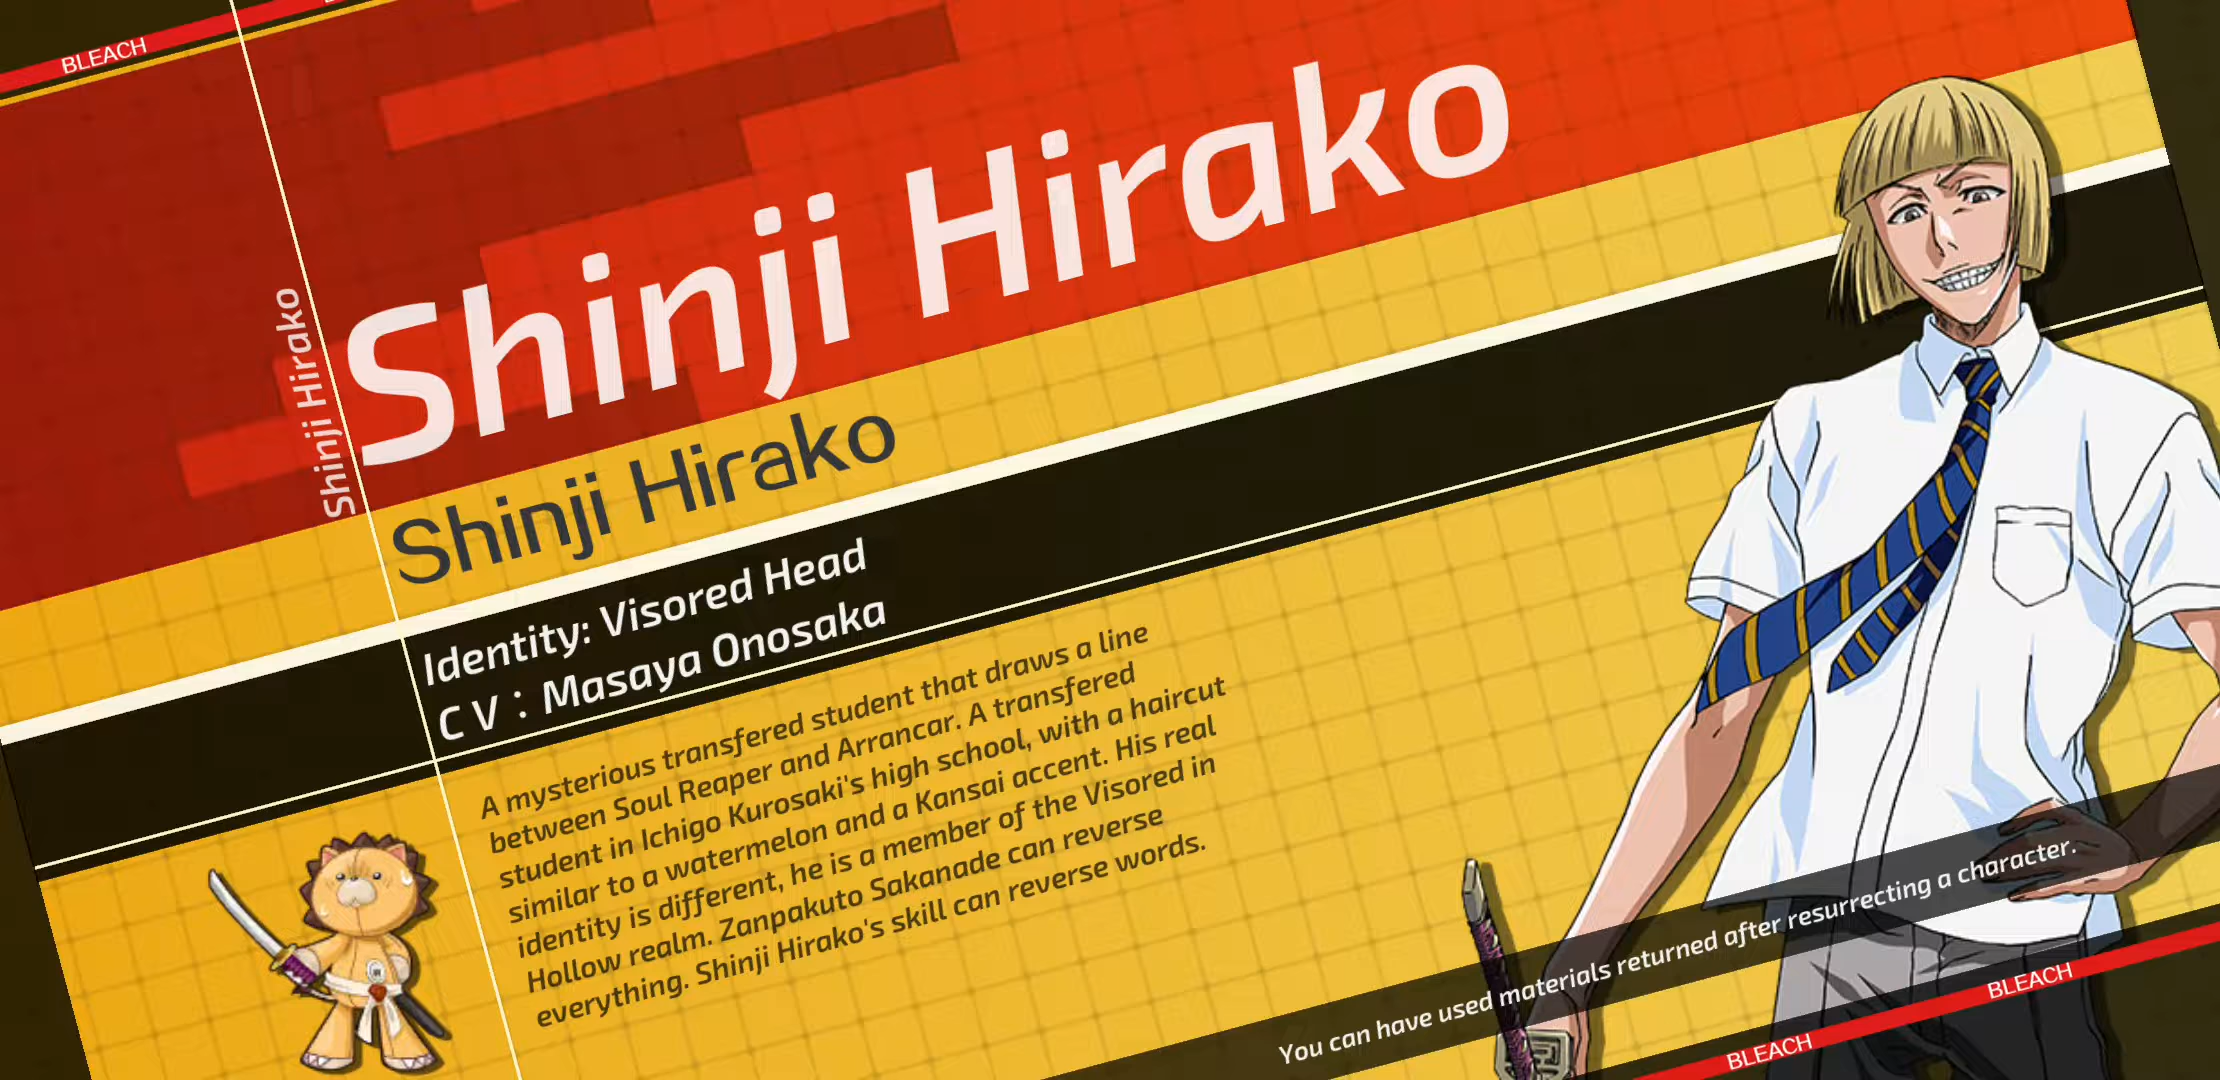 BLEACH
Shinji Hirako
Shinji Hirako
Shinji Hirako
Identity: Visored Head
CV：Masaya Onosaka
A mysterious transfered student that draws a line
between Soul Reaper and Arrancar. A transfered
student in Ichigo Kurosaki's high school, with a haircut
similar to a watermelon and a Kansai accent. His real
identity is different, he is a member of the Visored in
Hollow realm. Zanpakuto Sakanade can reverse
everything. Shinji Hirako's skill can reverse words.
You can have used materials returned after resurrecting a character.
BLEACH
BLEACH